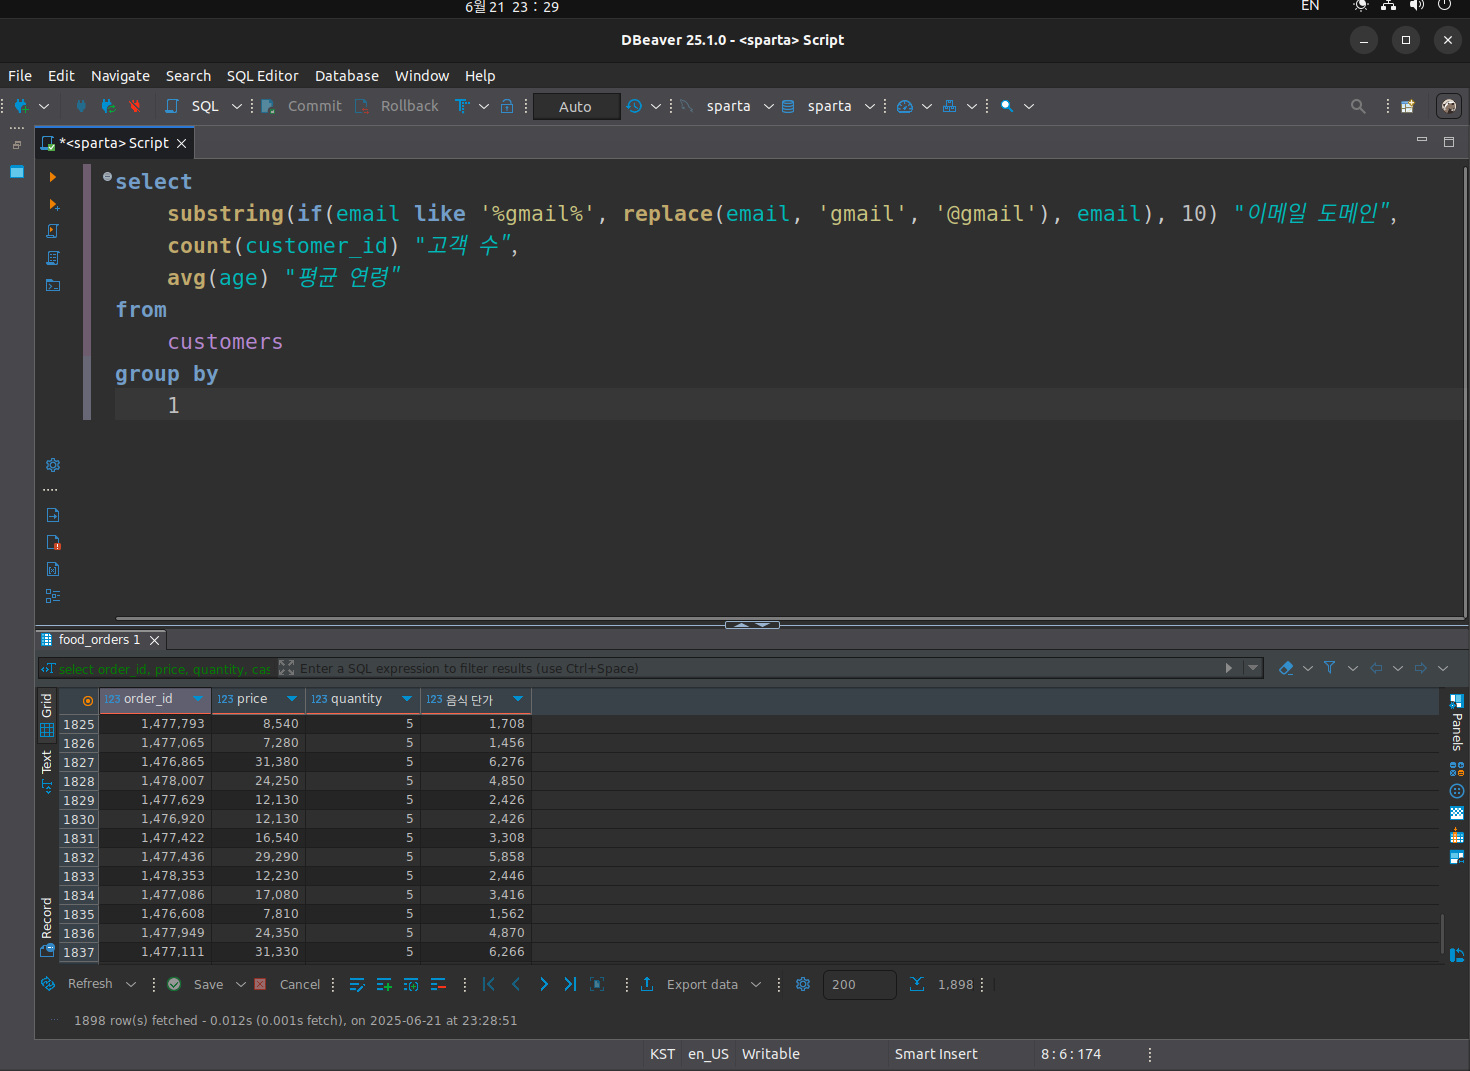 6월 21 23 : 29
EN
DBeaver 25.1.0 - <sparta> Script
File Edit Navigate Search SQL Editor Database Window Help
SQL Commit Rollback Auto sparta sparta
*<sparta> Script
select
substring(if(email like '%gmail%', replace(email, 'gmail', '@gmail'), email), 10) "이메일 도메인",
count(customer_id) "고객 수",
avg(age) "평균 연령"
from
customers
group by
1
food_orders 1
select order_id, price, quantity, cas Enter a SQL expression to filter results (use Ctrl+Space)
Grid
Text
Record
Panels
123 order_id 123 price 123 quantity 123 음식 단가
1825 1,477,793 8,540 5 1,708
1826 1,477,065 7,280 5 1,456
1827 1,476,865 31,380 5 6,276
1828 1,478,007 24,250 5 4,850
1829 1,477,629 12,130 5 2,426
1830 1,476,920 12,130 5 2,426
1831 1,477,422 16,540 5 3,308
1832 1,477,436 29,290 5 5,858
1833 1,478,353 12,230 5 2,446
1834 1,477,086 17,080 5 3,416
1835 1,476,608 7,810 5 1,562
1836 1,477,949 24,350 5 4,870
1837 1,477,111 31,330 5 6,266
Refresh Save Cancel Export data 200 1,898
1898 row(s) fetched - 0.012s (0.001s fetch), on 2025-06-21 at 23:28:51
KST en_US Writable Smart Insert 8 : 6 : 174